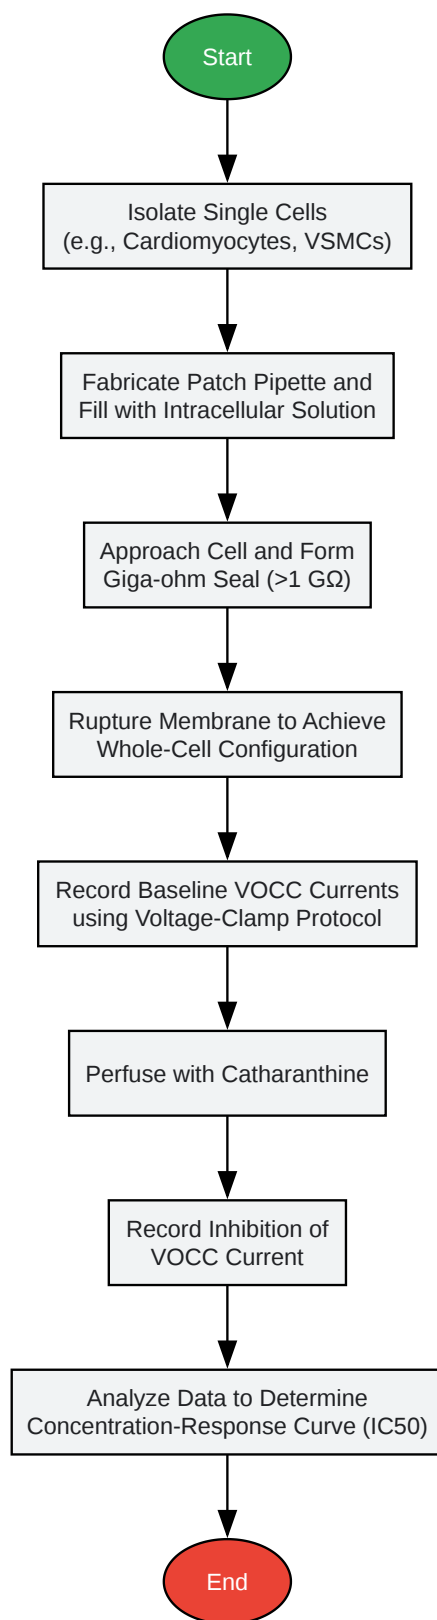 Start
Isolate Single Cells
(e.g., Cardiomyocytes, VSMCs)
Fabricate Patch Pipette and
Fill with Intracellular Solution
Approach Cell and Form
Giga-ohm Seal (>1 GΩ)
Rupture Membrane to Achieve
Whole-Cell Configuration
Record Baseline VOCC Currents
using Voltage-Clamp Protocol
Perfuse with Catharanthine
Record Inhibition of
VOCC Current
Analyze Data to Determine
Concentration-Response Curve (IC50)
End